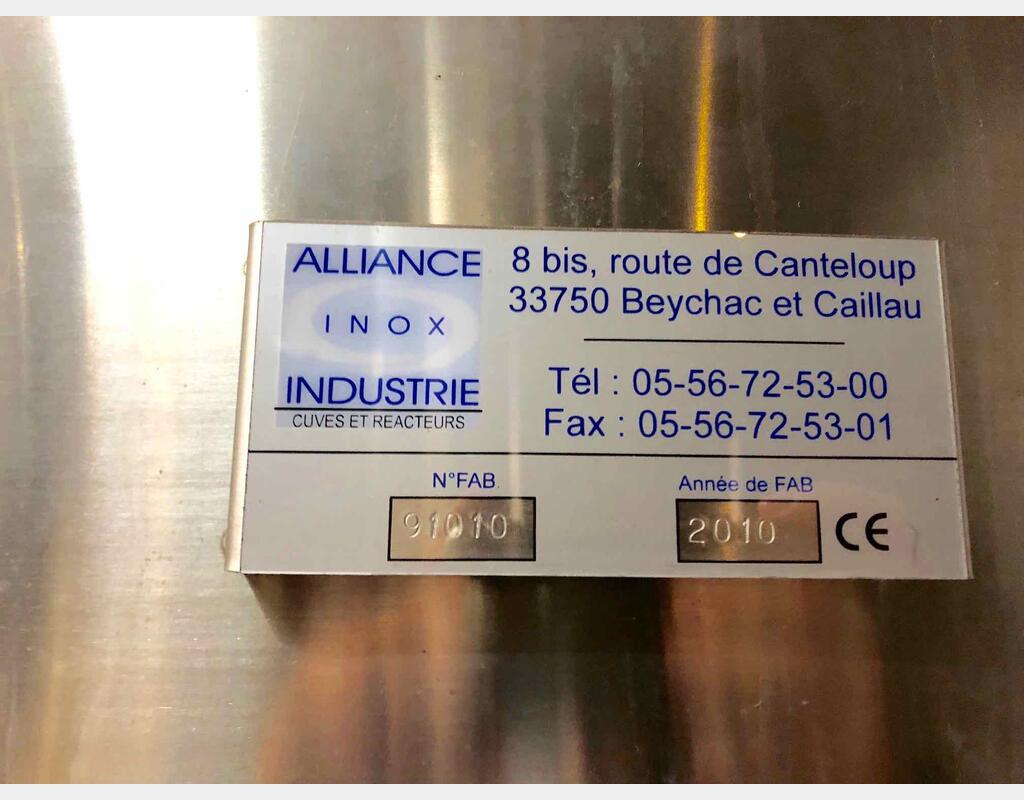 ALLIANCE
INOX
INDUSTRIE
CUVES ET REACTEURS
8 bis, route de Canteloup
33750 Beychac et Caillau
Tél : 05-56-72-53-00
Fax : 05-56-72-53-01
N°FAB.
91010
Année de FAB
2010
CE